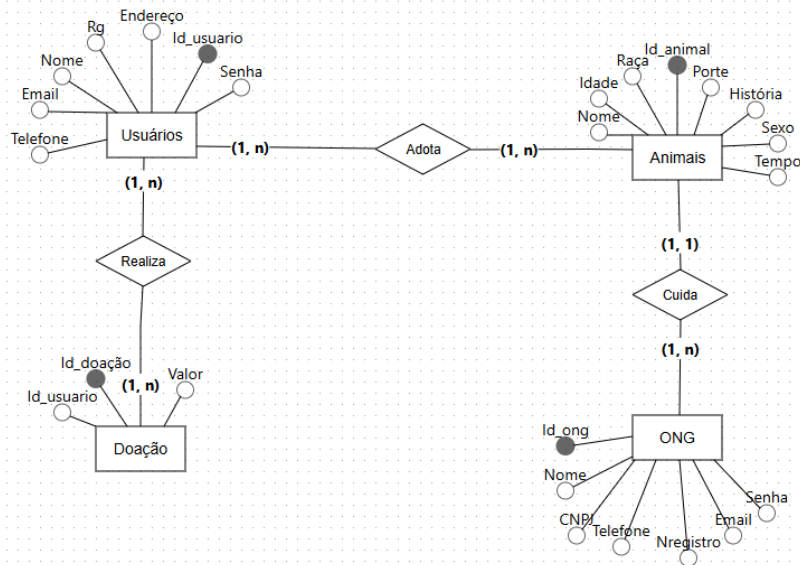 Endereço
Rg
Id_usuario
Nome
Senha
Email
Telefone
Usuários
(1, n)
Adota
(1, n)
Id_animal
Raça
Porte
Idade
História
Nome
Sexo
Tempo
Animais
(1, n)
Realiza
(1, n)
Id_doação
Valor
Id_usuario
Doação
(1, 1)
Cuida
(1, n)
Id_ong
ONG
Nome
Senha
CNPJ
Telefone
Email
Nregistro